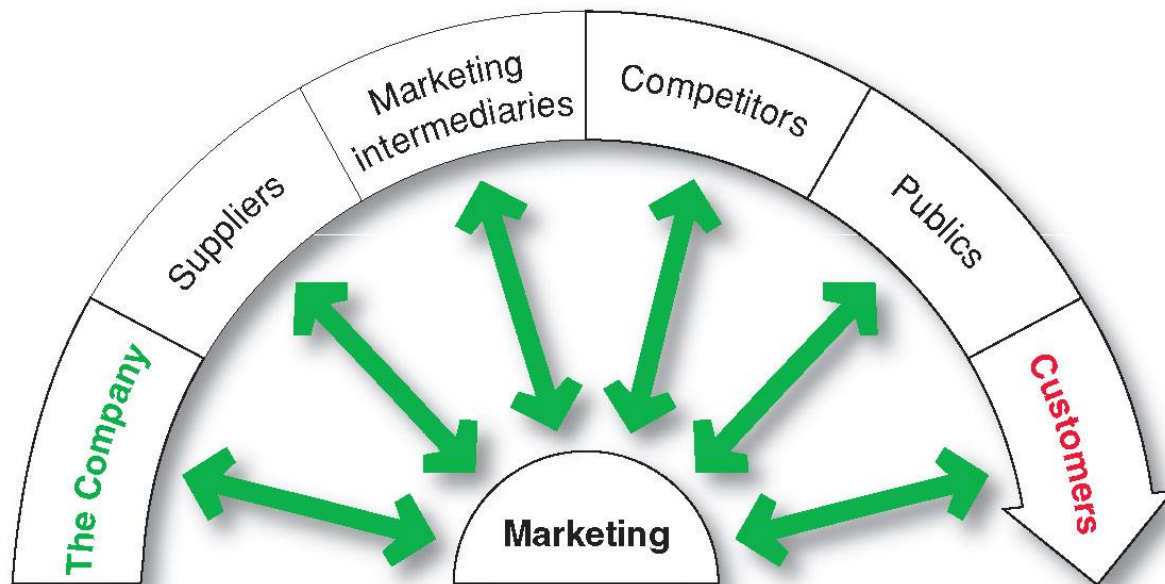 The Company
Suppliers
Marketing
intermediaries
Competitors
Publics
Customers
Marketing